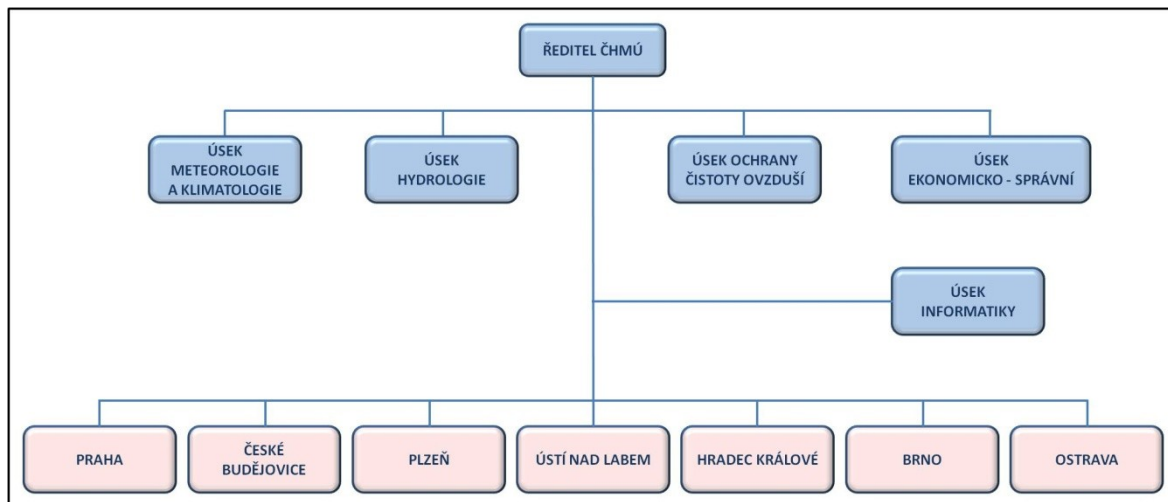 ŘEDITEL ČHMÚ
ÚSEK
METEOROLOGIE
A KLIMATOLOGIE
ÚSEK
HYDROLOGIE
ÚSEK OCHRANY
ČISTOTY OVZDUŠÍ
ÚSEK
EKONOMICKO - SPRÁVNÍ
ÚSEK
INFORMATIKY
PRAHA
ČESKÉ
BUDĚJOVICE
PLZEŇ
ÚSTÍ NAD LABEM
HRADEC KRÁLOVÉ
BRNO
OSTRAVA